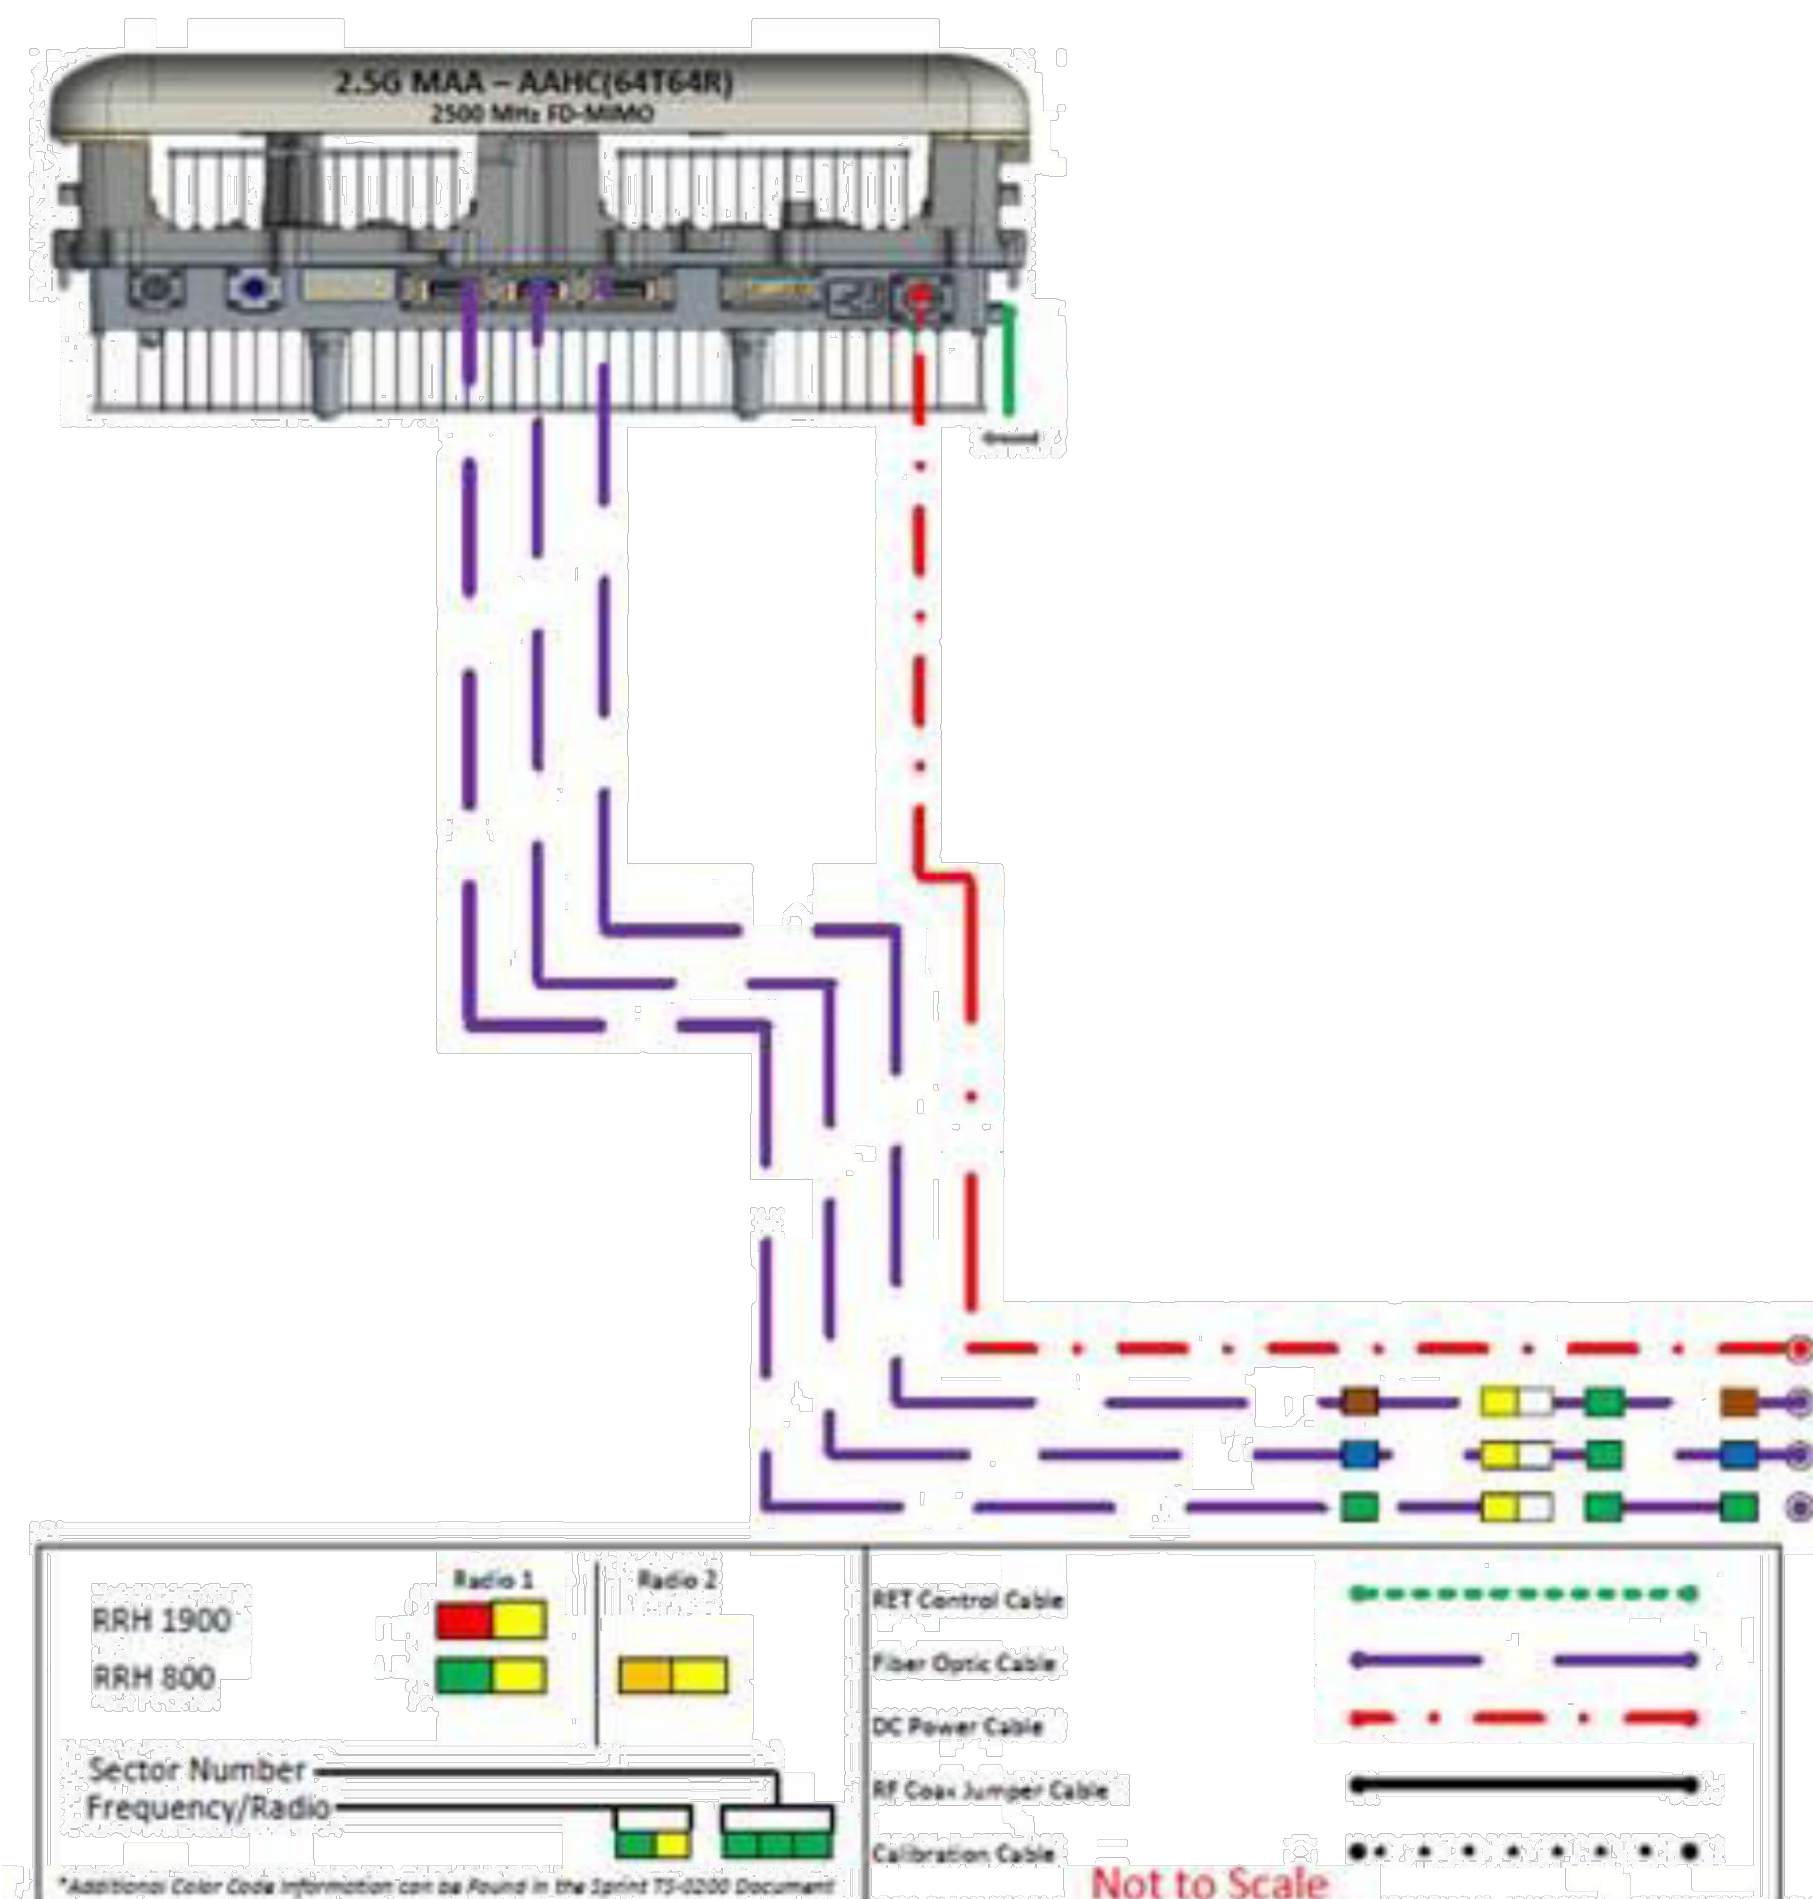 2.5G MAA – AAHC(64T64R)
2500 MHz FD-MIMO
Ground
Radio 1
Radio 2
RRH 1900
RRH 800
Sector Number
Frequency/Radio
*Additional Color Code Information can be Found in the Sprint TS-0200 Document
RET Control Cable
Fiber Optic Cable
DC Power Cable
RF Coax Jumper Cable
Calibration Cable
Not to Scale